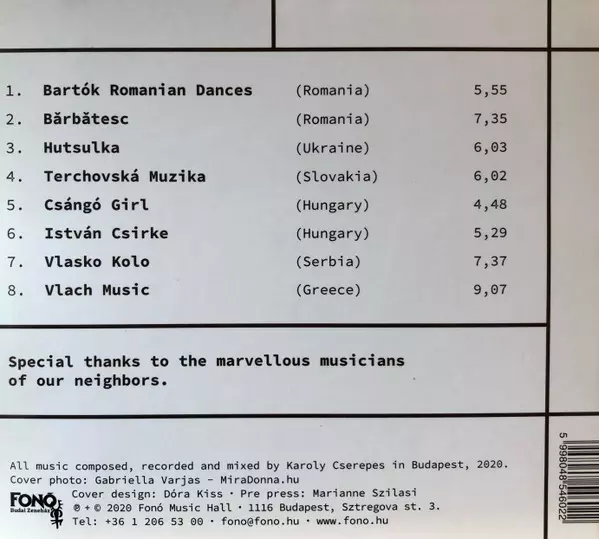 1. Bartók Romanian Dances (Romania) 5,55
2. Bărbătesc (Romania) 7,35
3. Hutsulka (Ukraine) 6,03
4. Terchovská Muzika (Slovakia) 6,02
5. Csángó Girl (Hungary) 4,48
6. István Csirke (Hungary) 5,29
7. Vlasko Kolo (Serbia) 7,37
8. Vlach Music (Greece) 9,07
Special thanks to the marvellous musicians
of our neighbors.
All music composed, recorded and mixed by Karoly Cserepes in Budapest, 2020.
Cover photo: Gabriella Varjas - MiraDonna.hu
Cover design: Dóra Kiss · Pre press: Marianne Szilasi
℗ + © 2020 Fonó Music Hall · 1116 Budapest, Sztregova st. 3.
Tel: +36 1 206 53 00 · fono@fono.hu · www.fono.hu
FONÓ
Budai Zeneház
5 998048 546022